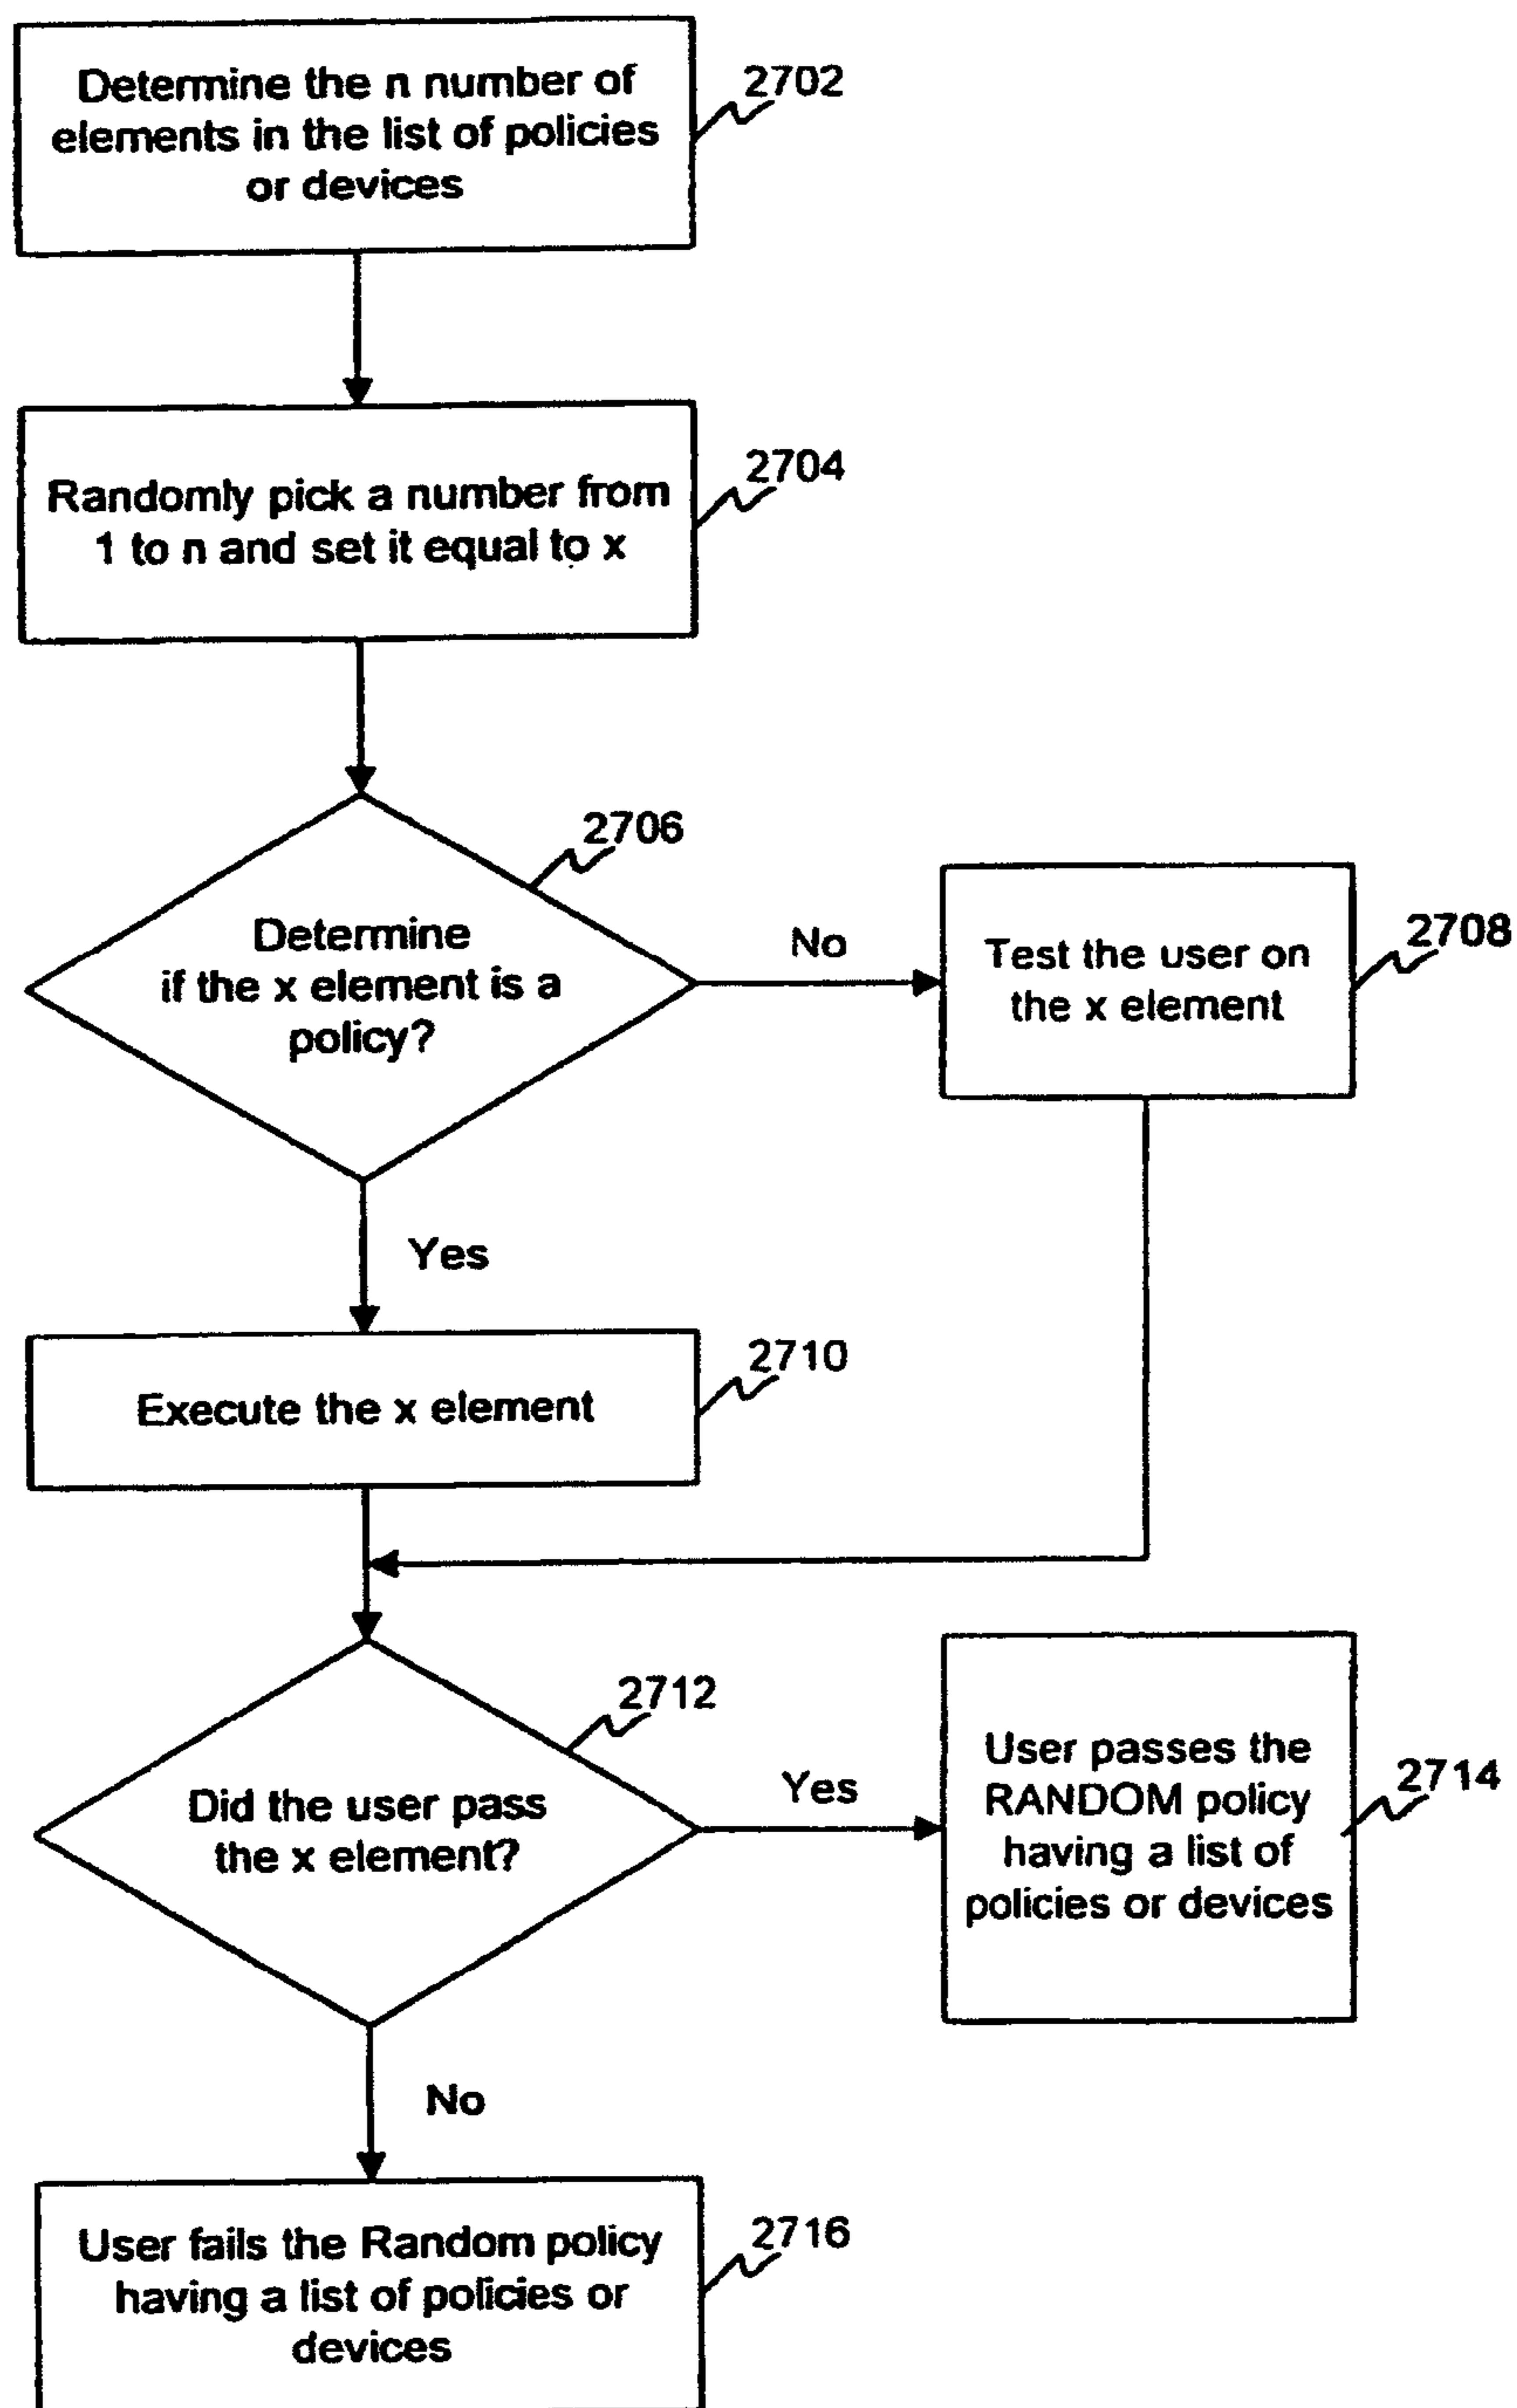 Determine the n number of
elements in the list of policies
or devices
2702
Randomly pick a number from
1 to n and set it equal to x
2704
2706
Determine
if the x element is a
policy?
No
Test the user on
the x element
2708
Yes
Execute the x element
2710
2712
Did the user pass
the x element?
Yes
User passes the
RANDOM policy
having a list of
policies or devices
2714
No
User fails the Random policy
having a list of policies or
devices
2716